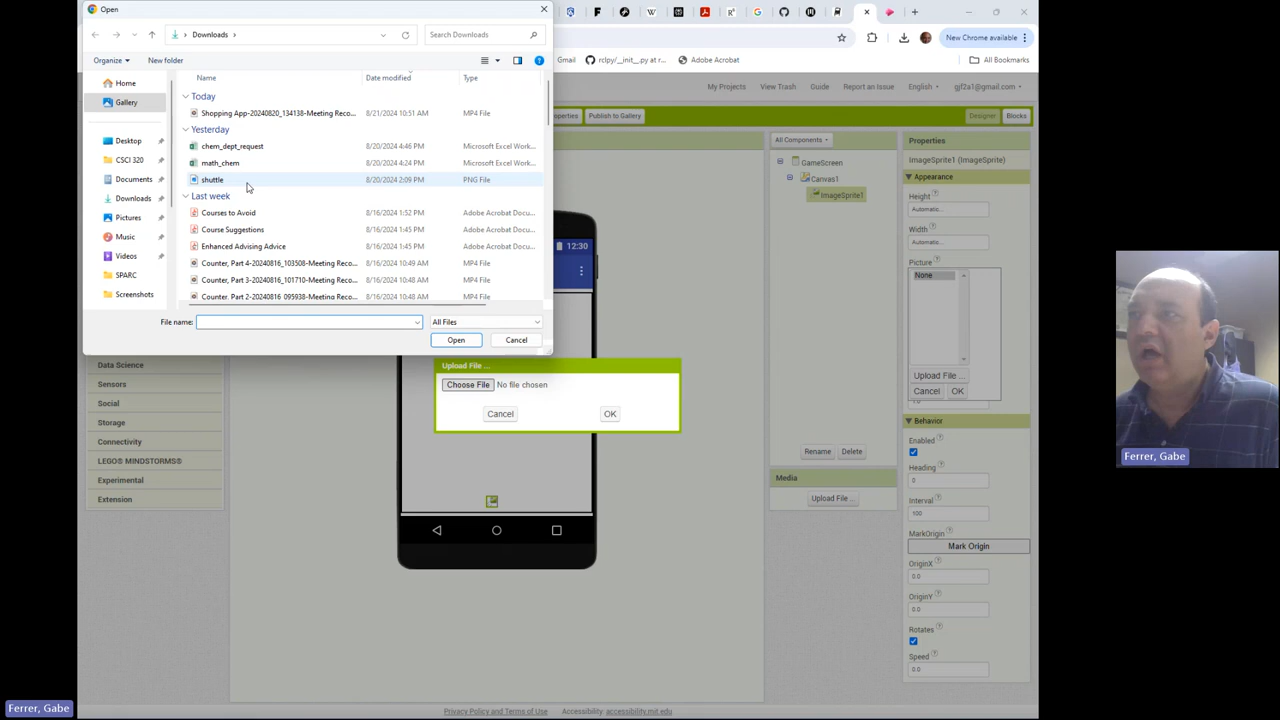 Open
Downloads
Search Downloads
New Chrome available
Organize
New folder
Gmail
rclpy/__init__.py at r...
Adobe Acrobat
All Bookmarks
Home
Gallery
Desktop
CSCI 320
Documents
Downloads
Pictures
Music
Videos
SPARC
Screenshots
Name
Date modified
Type
Today
Shopping App-20240820_134138-Meeting Reco...
8/21/2024 10:51 AM
MP4 File
Yesterday
chem_dept_request
8/20/2024 4:46 PM
Microsoft Excel Work...
math_chem
8/20/2024 4:24 PM
Microsoft Excel Work...
shuttle
8/20/2024 2:09 PM
PNG File
Last week
Courses to Avoid
8/16/2024 1:52 PM
Adobe Acrobat Docu...
Course Suggestions
8/16/2024 1:45 PM
Adobe Acrobat Docu...
Enhanced Advising Advice
8/16/2024 1:45 PM
Adobe Acrobat Docu...
Counter, Part 4-20240816_103508-Meeting Reco...
8/16/2024 10:49 AM
MP4 File
Counter, Part 3-20240816_101710-Meeting Reco...
8/16/2024 10:48 AM
MP4 File
Counter, Part 2-20240816_095938-Meeting Reco...
8/16/2024 10:48 AM
MP4 File
File name:
All Files
Open
Cancel
My Projects
View Trash
Guide
Report an Issue
English
gjf2a1@gmail.com
Publish to Gallery
Designer
Blocks
Data Science
Sensors
Social
Storage
Connectivity
LEGO® MINDSTORMS®
Experimental
Extension
12:30
Upload File ...
Choose File
No file chosen
Cancel
OK
All Components
GameScreen
Canvas1
ImageSprite1
Rename
Delete
Media
Upload File ...
Properties
ImageSprite1 (ImageSprite)
Appearance
Height
Automatic...
Width
Automatic...
Picture
None
Upload File ...
Cancel
OK
1.0
Behavior
Enabled
Heading
0
Interval
100
MarkOrigin
Mark Origin
OriginX
0.0
OriginY
0.0
Rotates
Speed
0.0
Privacy Policy and Terms of Use
Accessibility: accessibility.mit.edu
Ferrer, Gabe
Ferrer, Gabe